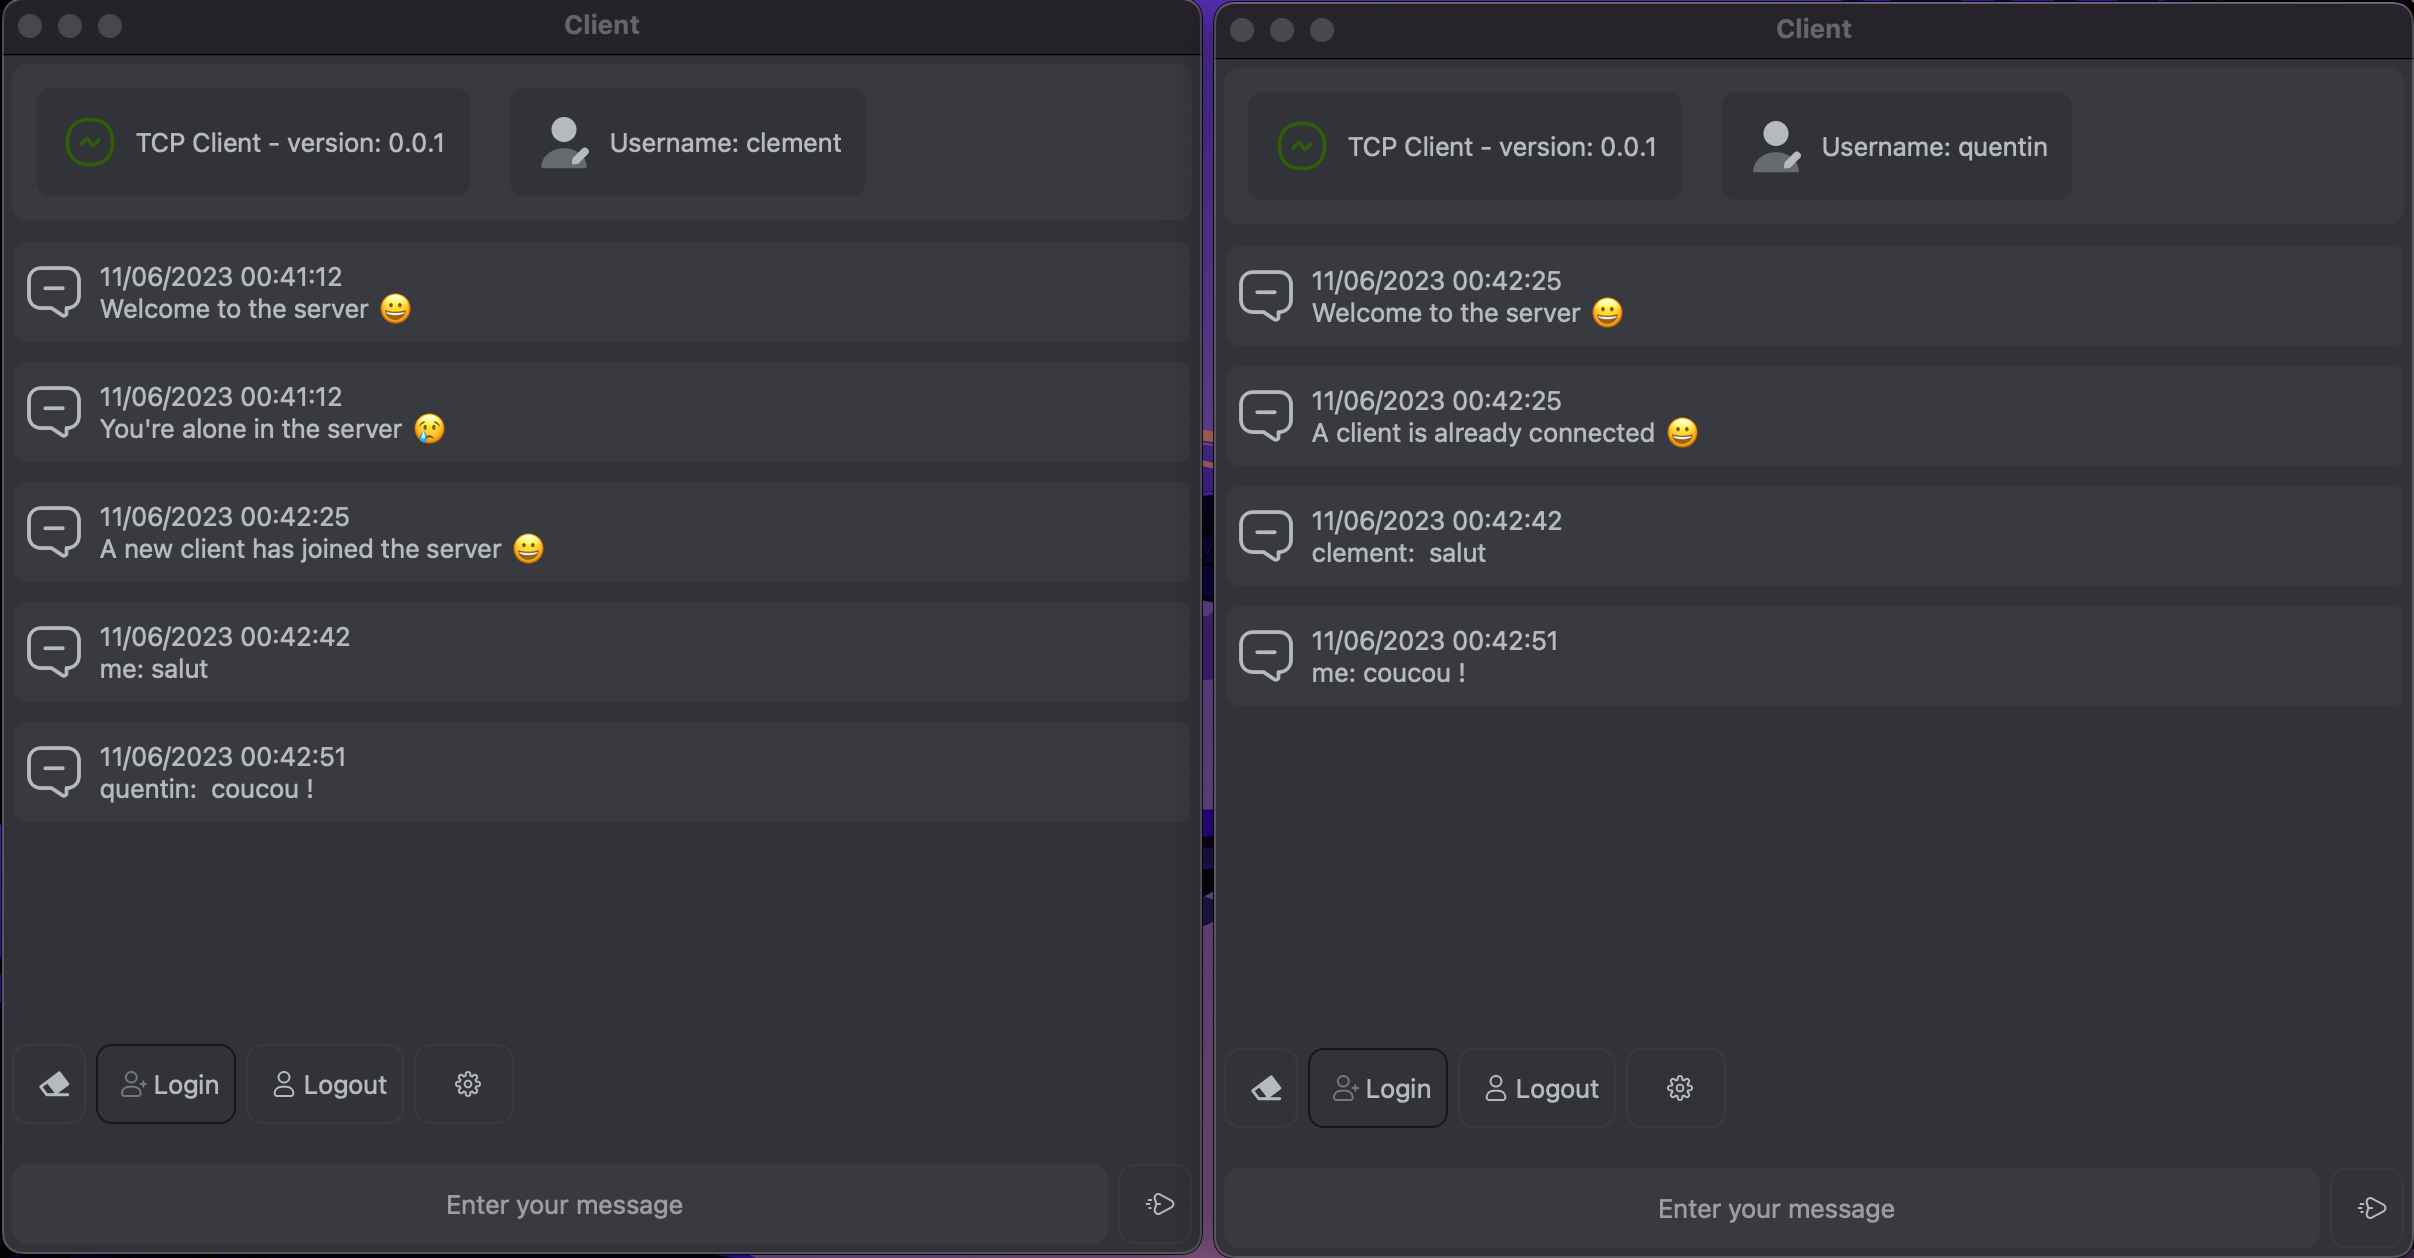 Client
TCP Client - version: 0.0.1
Username: clement
11/06/2023 00:41:12
Welcome to the server 😀
11/06/2023 00:41:12
You're alone in the server 😢
11/06/2023 00:42:25
A new client has joined the server 😀
11/06/2023 00:42:42
me: salut
11/06/2023 00:42:51
quentin:  coucou !
Login
Logout
Enter your message
Client
TCP Client - version: 0.0.1
Username: quentin
11/06/2023 00:42:25
Welcome to the server 😀
11/06/2023 00:42:25
A client is already connected 😀
11/06/2023 00:42:42
clement:  salut
11/06/2023 00:42:51
me: coucou !
Login
Logout
Enter your message